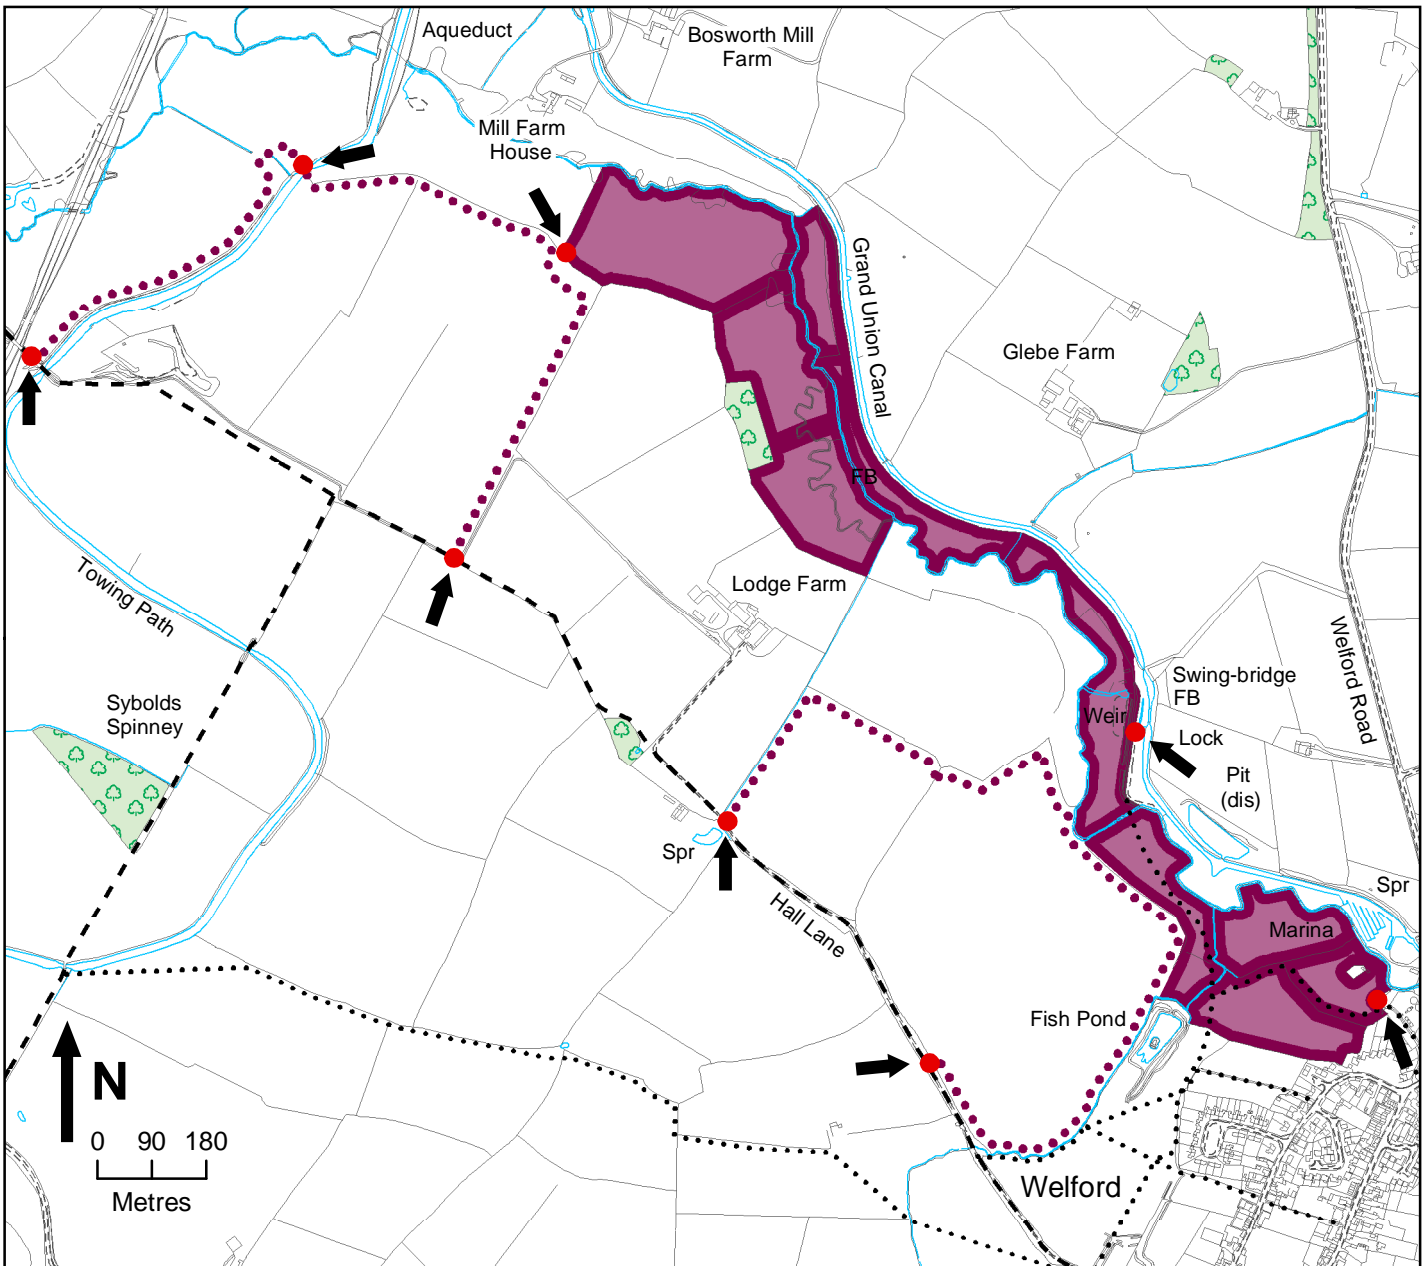 Aqueduct
Bosworth Mill
Farm
Mill Farm
House
Grand Union Canal
Glebe Farm
FB
Towing Path
Lodge Farm
Welford Road
Sybolds
Spinney
Swing-bridge
FB
Weir
Lock
Pit
(dis)
Spr
Spr
Hall Lane
Marina
Fish Pond
N
0 90 180
Metres
Welford